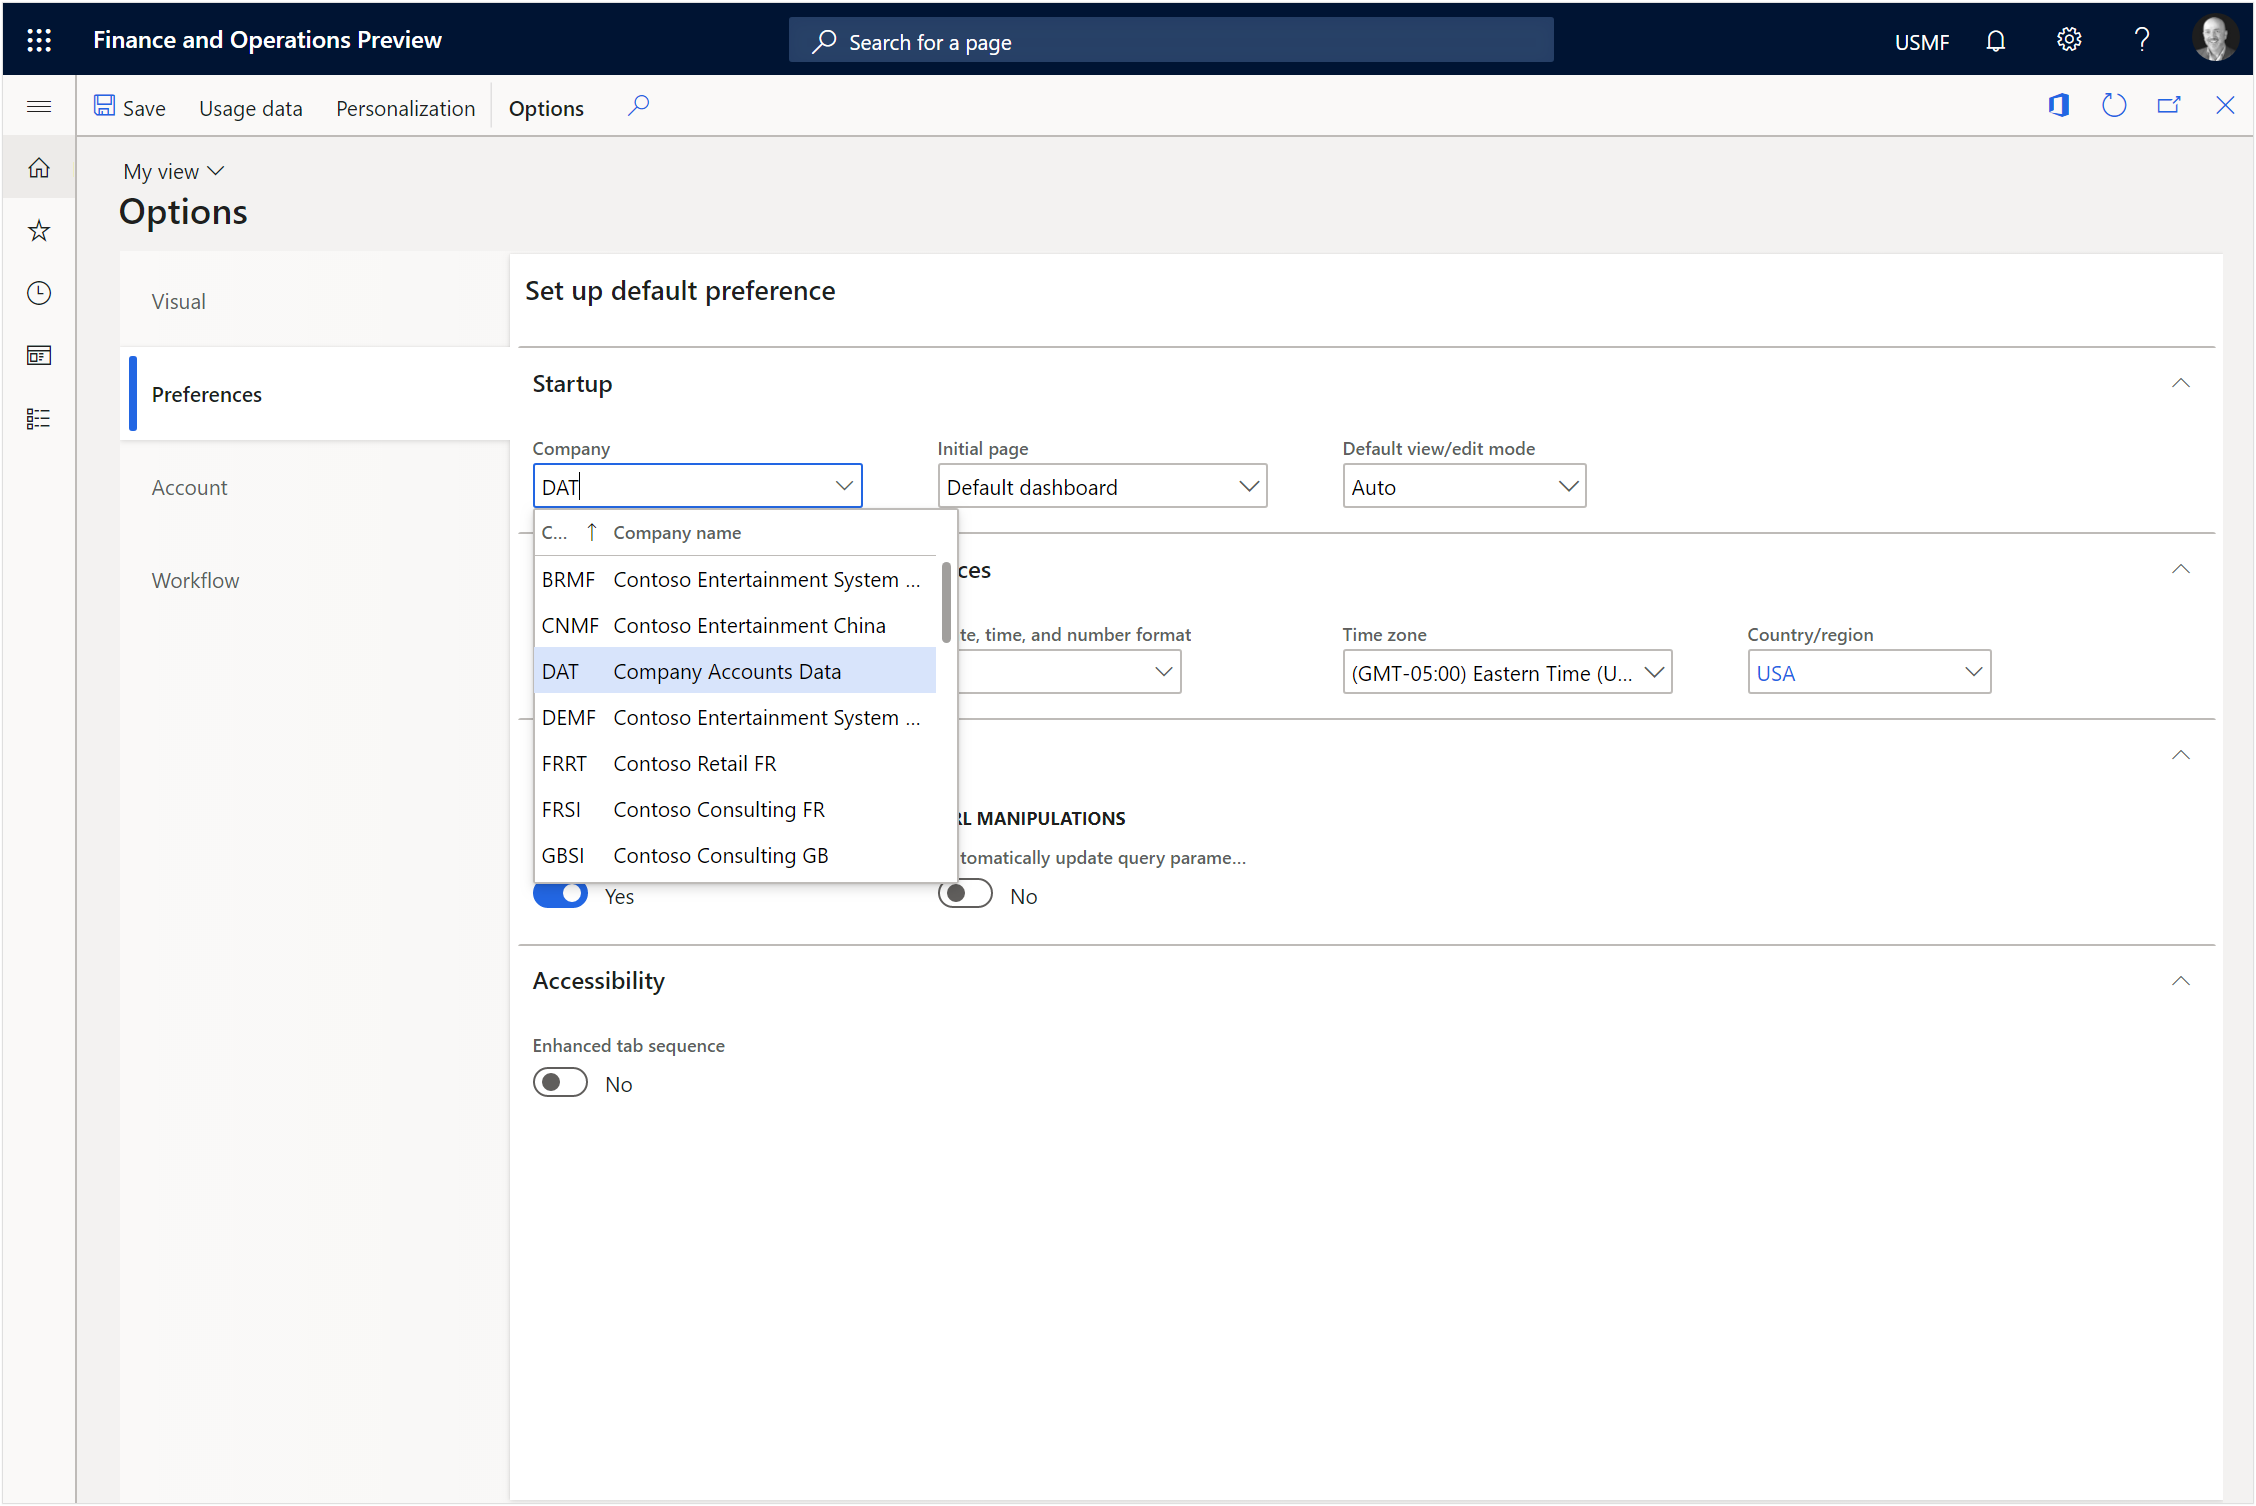 Finance and Operations Preview
Search for a page
USMF
Save
Usage data
Personalization
Options
My view
Options
Visual
Preferences
Account
Workflow
Set up default preference
Startup
Company
Initial page
Default view/edit mode
DAT
Default dashboard
Auto
C... ↑ Company name
BRMF Contoso Entertainment System ...
CNMF Contoso Entertainment China
DAT Company Accounts Data
DEMF Contoso Entertainment System ...
FRRT Contoso Retail FR
FRSI Contoso Consulting FR
GBSI Contoso Consulting GB
ces
te, time, and number format
Time zone
Country/region
(GMT-05:00) Eastern Time (U...
USA
RL MANIPULATIONS
tomatically update query parame...
Yes
No
Accessibility
Enhanced tab sequence
No